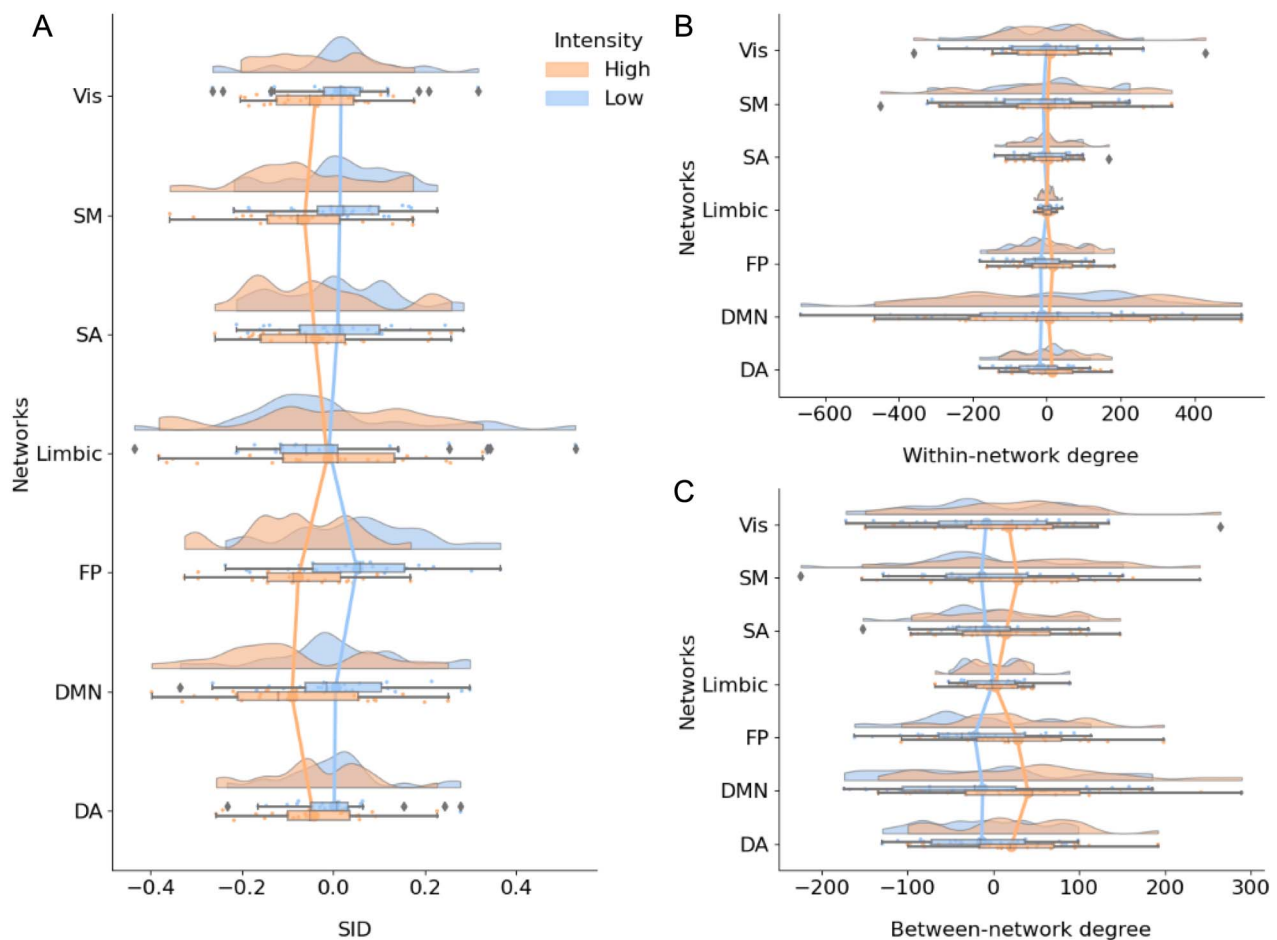 A
Intensity
High
Low
Networks
Vis
SM
SA
Limbic
FP
DMN
DA
−0.4 −0.2 0.0 0.2 0.4
SID
B
Networks
Vis
SM
SA
Limbic
FP
DMN
DA
−600 −400 −200 0 200 400
Within-network degree
C
Networks
Vis
SM
SA
Limbic
FP
DMN
DA
−200 −100 0 100 200 300
Between-network degree